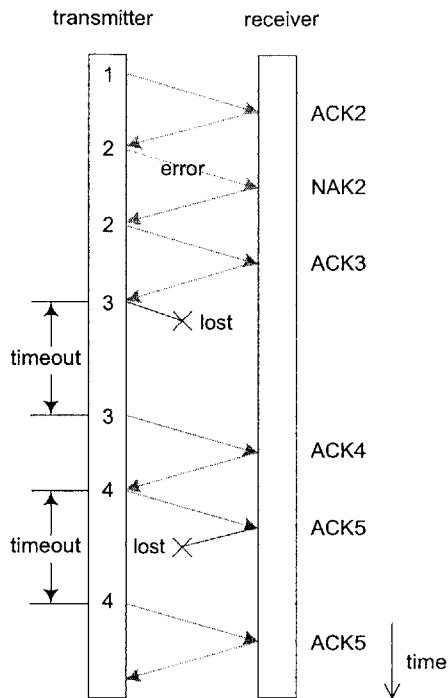 transmitter receiver
1
ACK2
2
error
NAK2
2
ACK3
3
lost
timeout
3
ACK4
4
ACK5
timeout
lost
4
ACK5
time